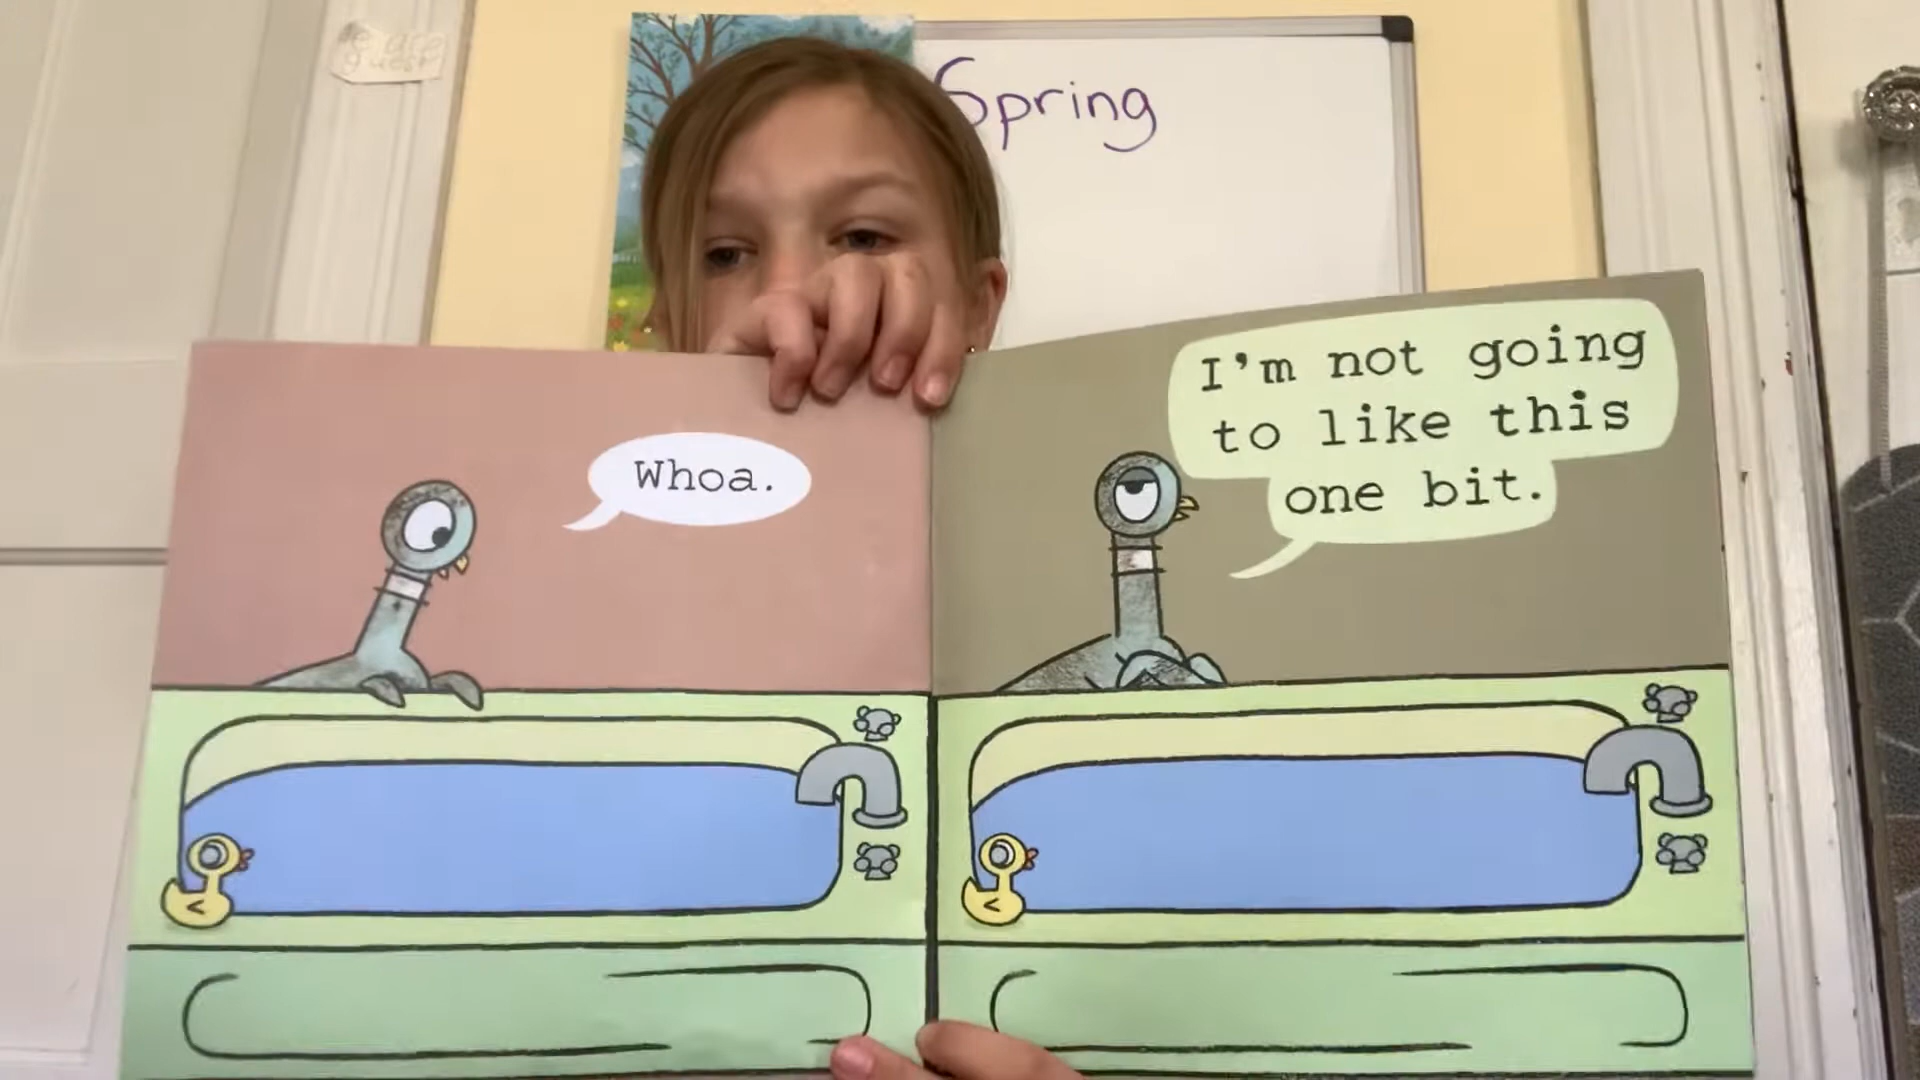 Spring
Whoa.
I'm not going
to like this
one bit.